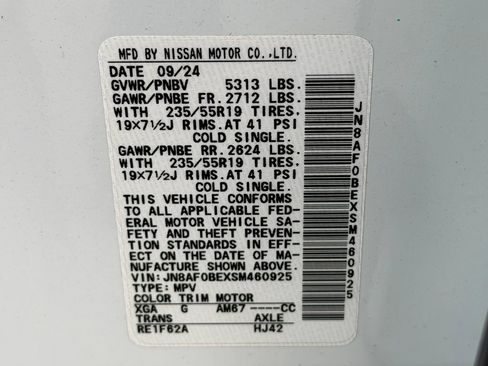 MFD BY NISSAN MOTOR CO.,LTD.
DATE 09/24
GVWR/PNBV 5313 LBS.
GAWR/PNBE FR. 2712 LBS.
WITH 235/55R19 TIRES.
19×7½J RIMS.AT 41 PSI
COLD SINGLE.
GAWR/PNBE RR. 2624 LBS.
WITH 235/55R19 TIRES.
19×7½J RIMS.AT 41 PSI
COLD SINGLE.
THIS VEHICLE CONFORMS
TO ALL APPLICABLE FED-
ERAL MOTOR VEHICLE SA-
FETY AND THEFT PREVEN-
TION STANDARDS IN EFF-
ECT ON THE DATE OF MA-
NUFACTURE SHOWN ABOVE.
VIN: JN8AF0BEXSM460925
TYPE: MPV
COLOR TRIM MOTOR
XGA G AM67 ----CC
TRANS AXLE
RE1F62A HJ42
JN8AF0BEXSM460925